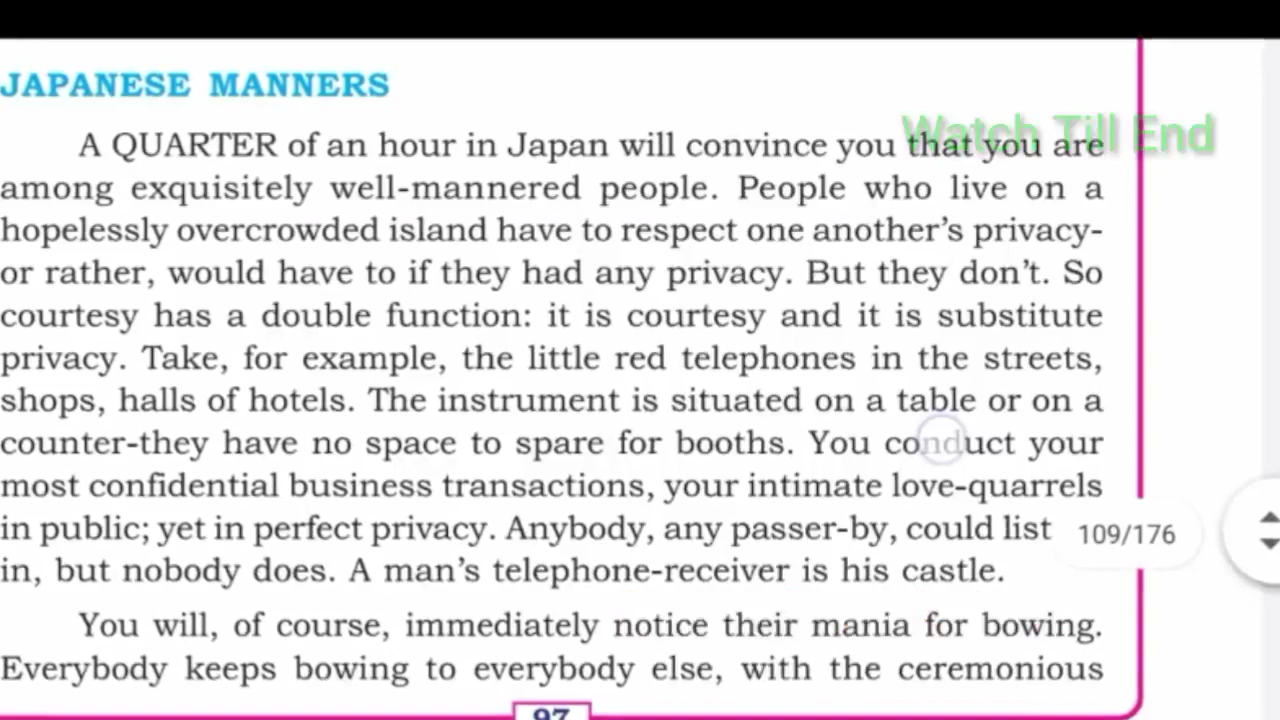 JAPANESE MANNERS
Watch Till End
A QUARTER of an hour in Japan will convince you that you are
among exquisitely well-mannered people. People who live on a
hopelessly overcrowded island have to respect one another's privacy-
or rather, would have to if they had any privacy. But they don't. So
courtesy has a double function: it is courtesy and it is substitute
privacy. Take, for example, the little red telephones in the streets,
shops, halls of hotels. The instrument is situated on a table or on a
counter-they have no space to spare for booths. You conduct your
most confidential business transactions, your intimate love-quarrels
in public; yet in perfect privacy. Anybody, any passer-by, could list
109/176
in, but nobody does. A man's telephone-receiver is his castle.
You will, of course, immediately notice their mania for bowing.
Everybody keeps bowing to everybody else, with the ceremonious
97